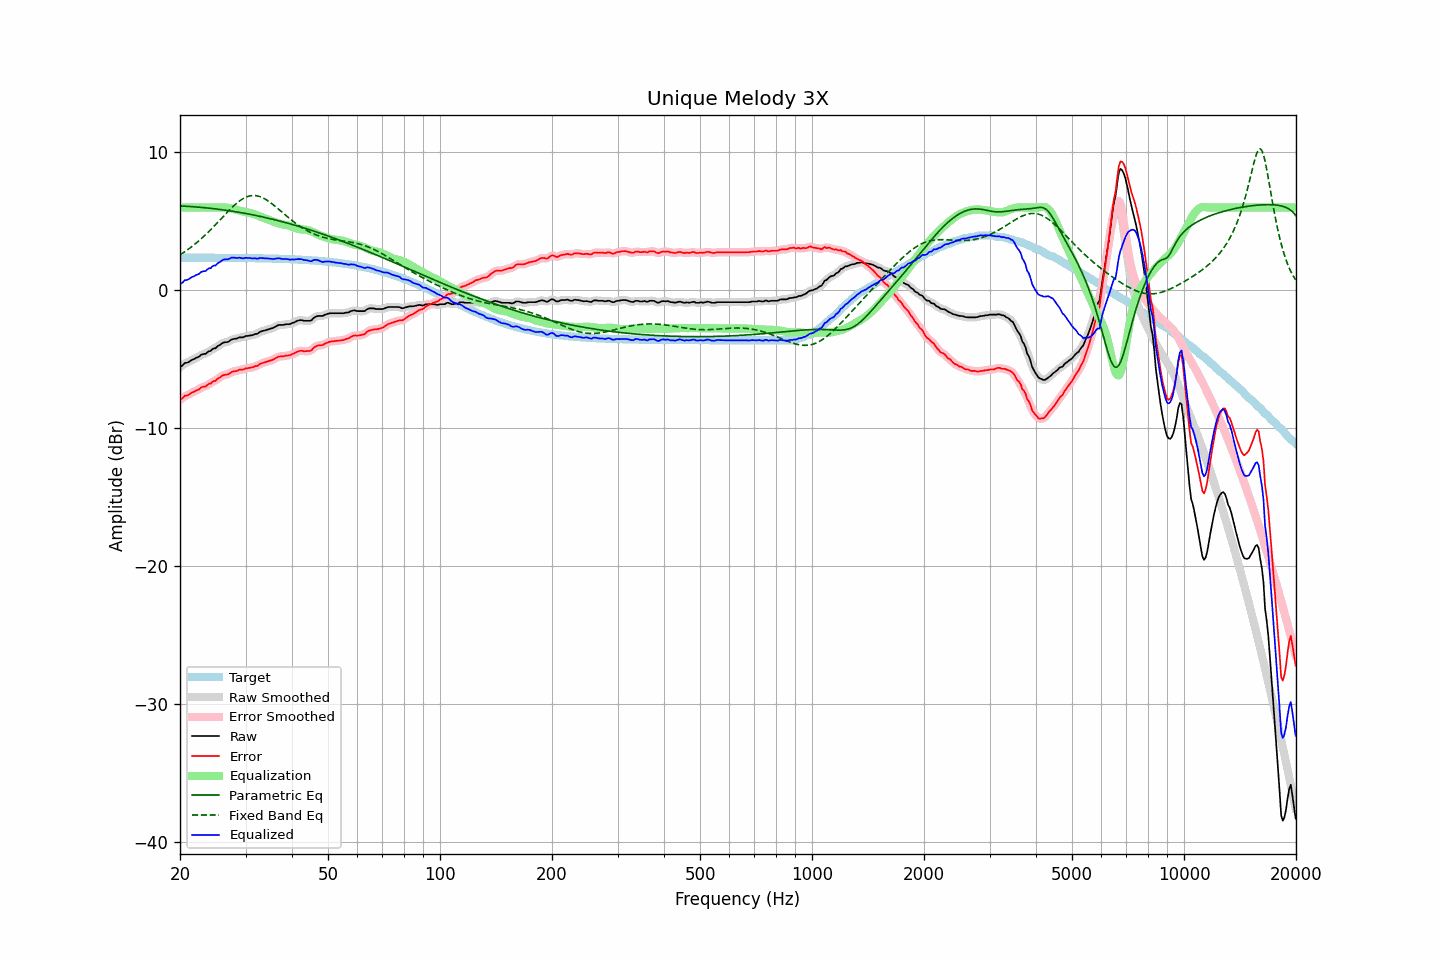 Unique Melody 3X
10
0
−10
−20
−30
−40
Amplitude (dBr)
Target
Raw Smoothed
Error Smoothed
Raw
Error
Equalization
Parametric Eq
Fixed Band Eq
Equalized
20 50 100 200 500 1000 2000 5000 10000 20000
Frequency (Hz)